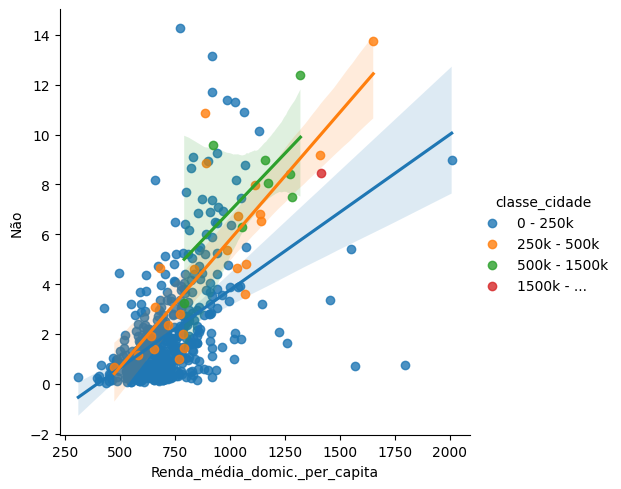 14
12
10
8
6
4
2
0
−2
Não
250
500
750
1000
1250
1500
1750
2000
Renda_média_domic._per_capita
classe_cidade
0 - 250k
250k - 500k
500k - 1500k
1500k - ...